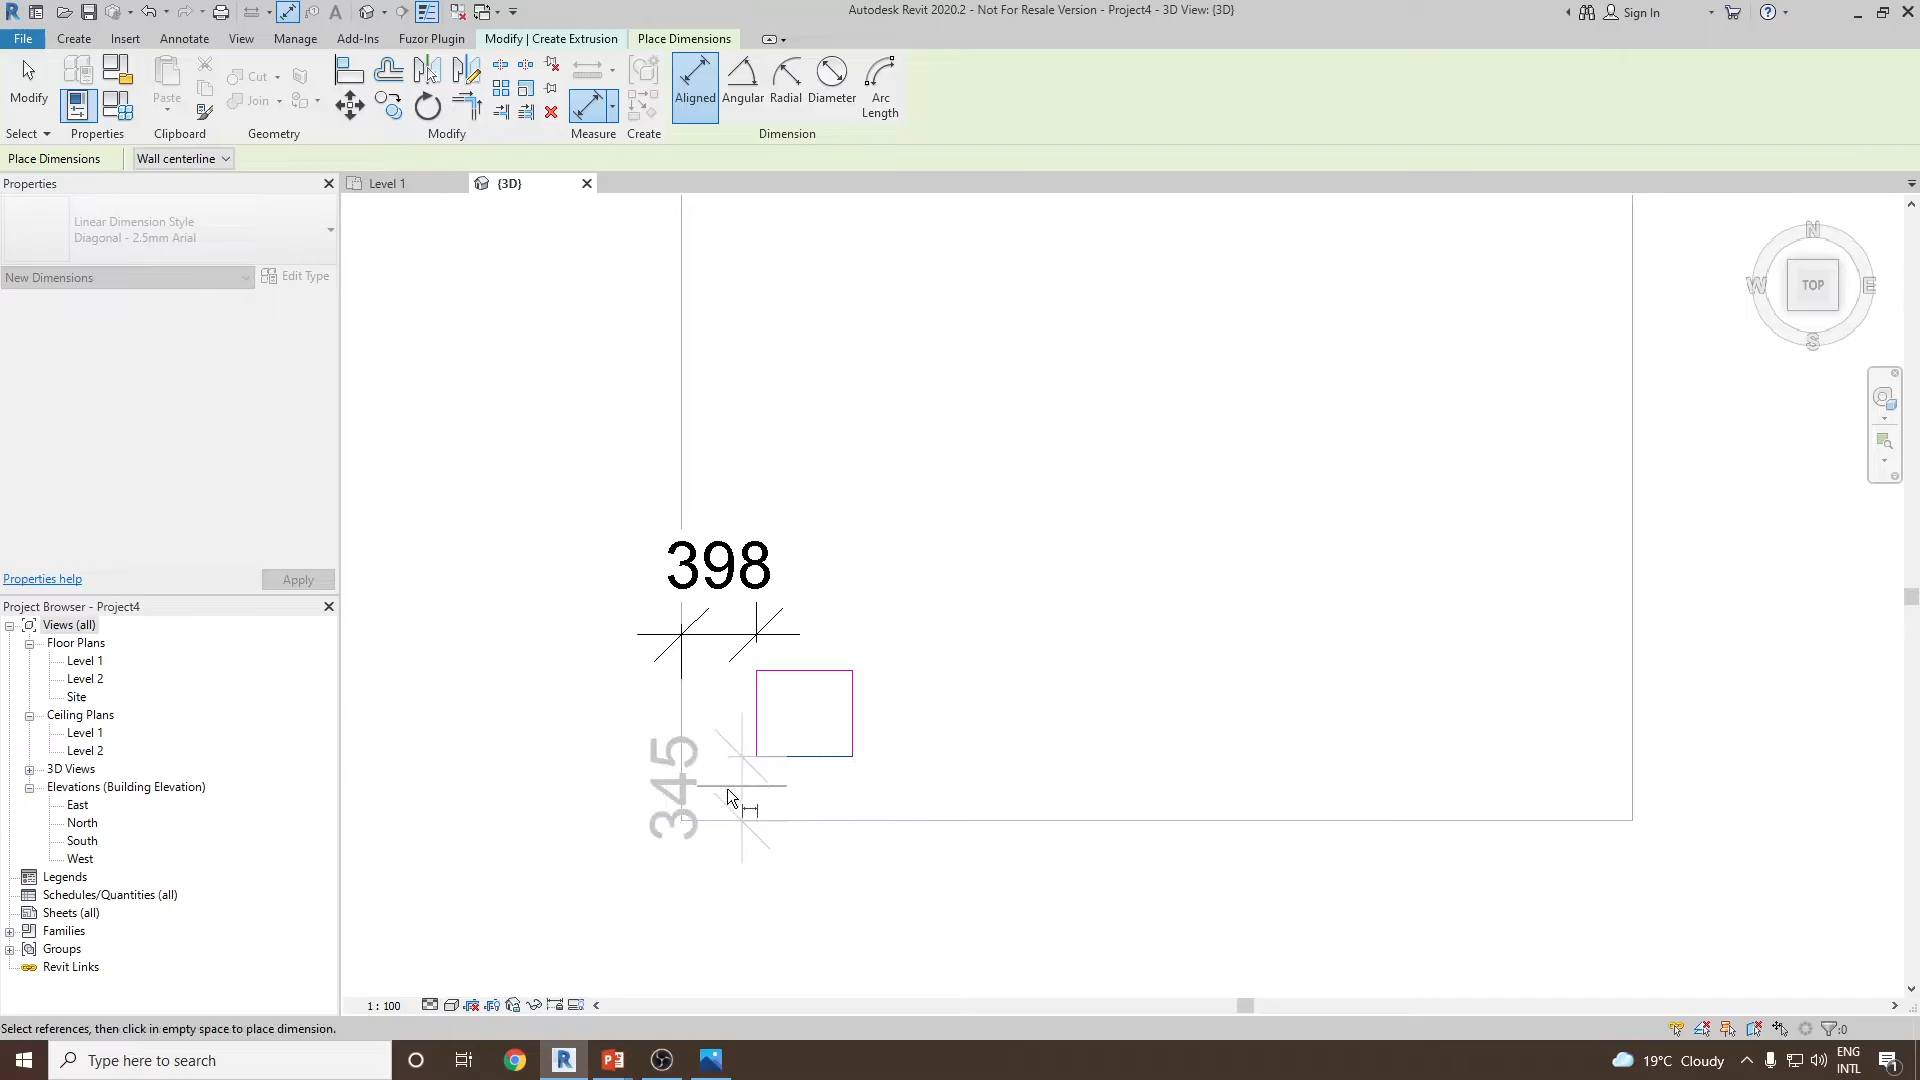 Autodesk Revit 2020.2 - Not For Resale Version - Project4 - 3D View: {3D}
Sign In
File
Create
Insert
Annotate
View
Manage
Add-Ins
Fuzor Plugin
Modify | Create Extrusion
Place Dimensions
Modify
Paste
Cut
Join
Aligned
Angular
Radial
Diameter
Arc
Length
Select
Properties
Clipboard
Geometry
Modify
Measure
Create
Dimension
Place Dimensions
Wall centerline
Properties
Level 1
{3D}
Linear Dimension Style
Diagonal - 2.5mm Arial
New Dimensions
Edit Type
N
W
TOP
E
S
398
345
Properties help
Apply
Project Browser - Project4
Views (all)
Floor Plans
Level 1
Level 2
Site
Ceiling Plans
Level 1
Level 2
3D Views
Elevations (Building Elevation)
East
North
South
West
Legends
Schedules/Quantities (all)
Sheets (all)
Families
Groups
Revit Links
1 : 100
Select references, then click in empty space to place dimension.
:0
Type here to search
19°C Cloudy
ENG
INTL
1